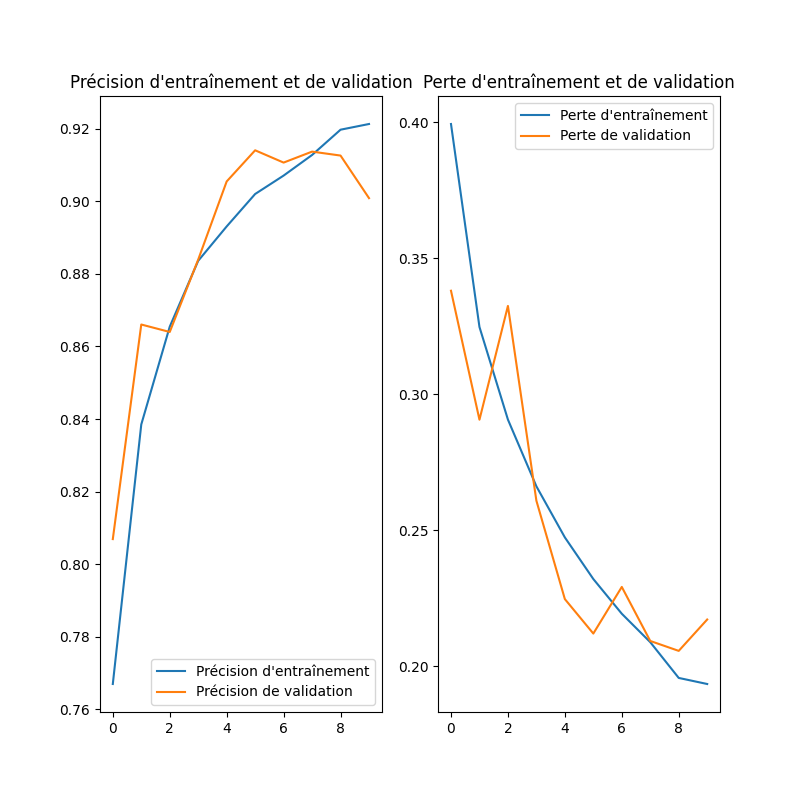 Précision d'entraînement et de validation
0.92
0.90
0.88
0.86
0.84
0.82
0.80
0.78
0.76
Précision d'entraînement
Précision de validation
0 2 4 6 8
Perte d'entraînement et de validation
Perte d'entraînement
Perte de validation
0.40
0.35
0.30
0.25
0.20
0 2 4 6 8